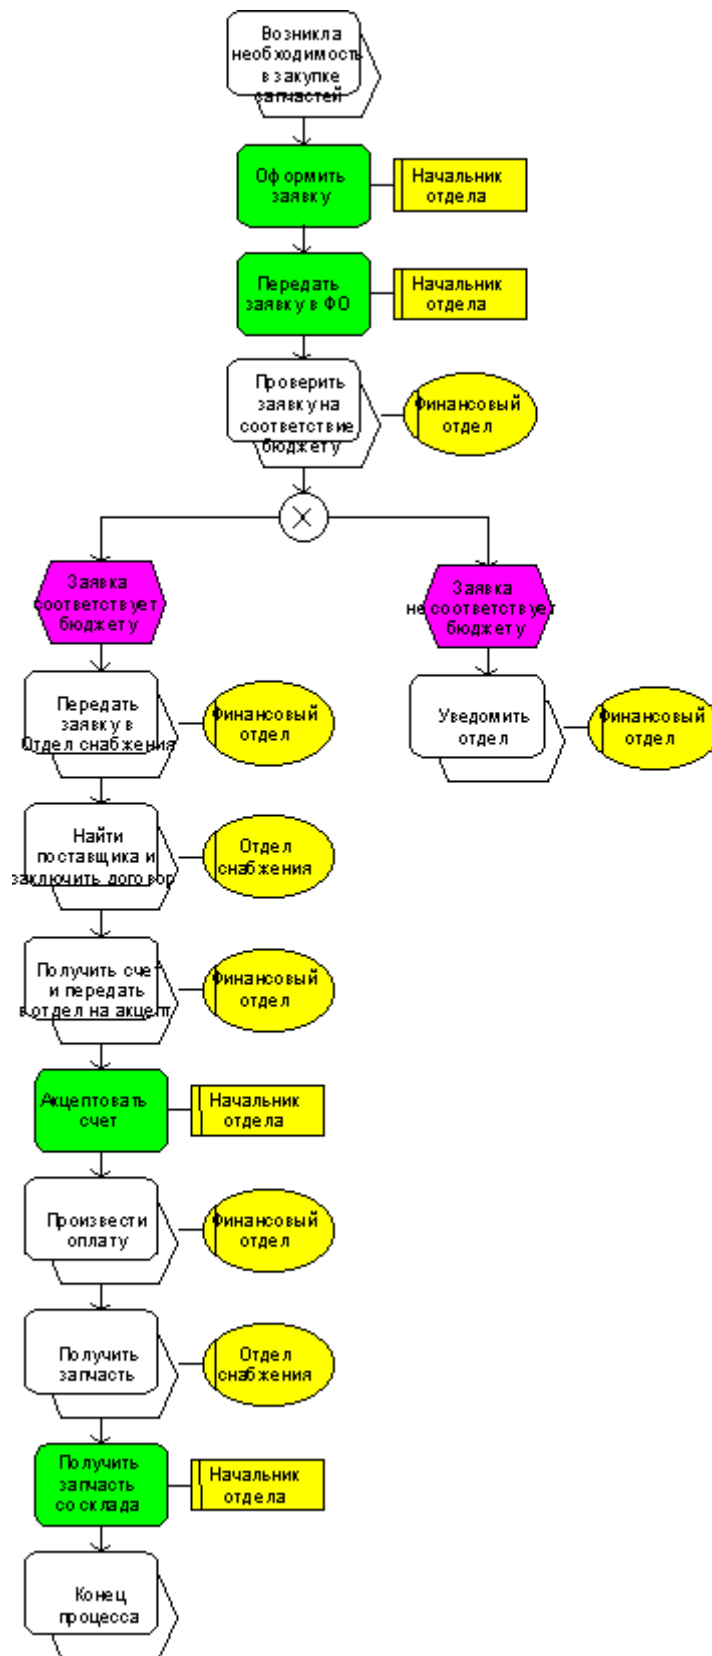 Возникла
необходимость
в закупке
запчастей
Оформить
заявку
Начальник
отдела
Передать
заявку в ФО
Начальник
отдела
Проверить
заявку на
соответствие
бюджету
Финансовый
отдел
Заявка
соответствует
бюджету
Заявка
не соответствует
бюджету
Передать
заявку в
Отдел снабжения
Финансовый
отдел
Уведомить
отдел
Финансовый
отдел
Найти
поставщика и
заключить договор
Отдел
снабжения
Получить счет
и передать
в отдел на акцепт
Финансовый
отдел
Акцептовать
счет
Начальник
отдела
Произвести
оплату
Финансовый
отдел
Получить
запчасть
Отдел
снабжения
Получить
запчасть
со склада
Начальник
отдела
Конец
процесса